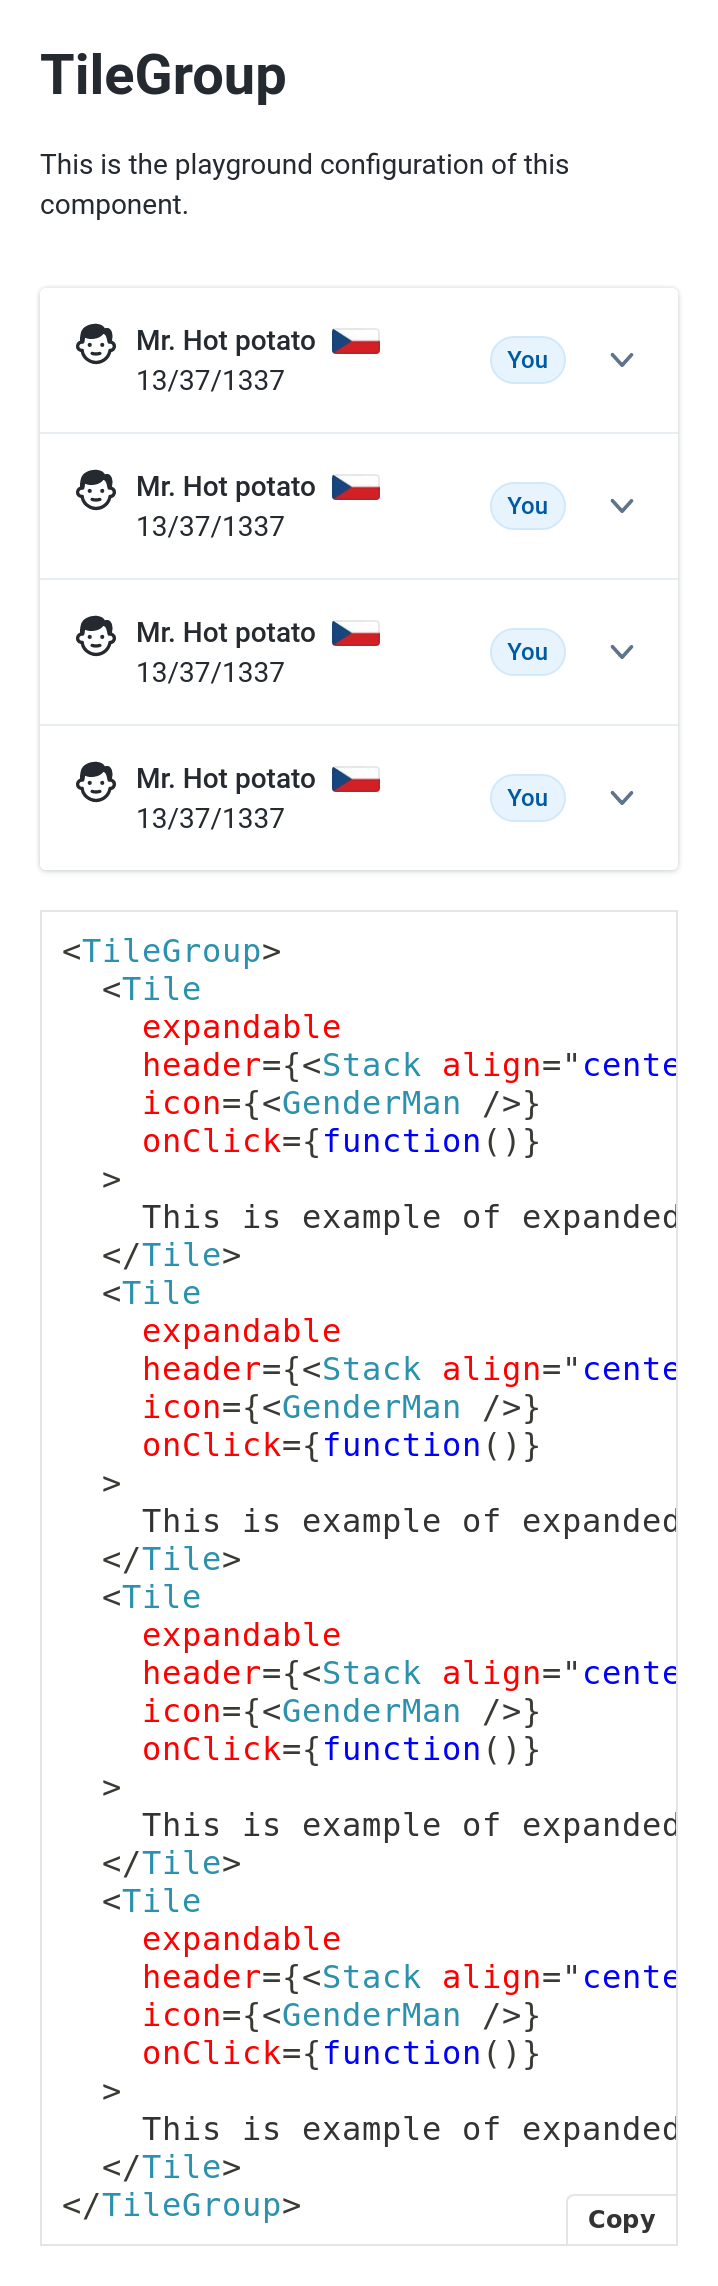 TileGroup
This is the playground configuration of this
component.
Mr. Hot potato
13/37/1337
You
Mr. Hot potato
13/37/1337
You
Mr. Hot potato
13/37/1337
You
Mr. Hot potato
13/37/1337
You
<TileGroup>
  <Tile
    expandable
    header={<Stack align="cente
    icon={<GenderMan />}
    onClick={function()}
  >
    This is example of expanded
  </Tile>
  <Tile
    expandable
    header={<Stack align="cente
    icon={<GenderMan />}
    onClick={function()}
  >
    This is example of expanded
  </Tile>
  <Tile
    expandable
    header={<Stack align="cente
    icon={<GenderMan />}
    onClick={function()}
  >
    This is example of expanded
  </Tile>
  <Tile
    expandable
    header={<Stack align="cente
    icon={<GenderMan />}
    onClick={function()}
  >
    This is example of expanded
  </Tile>
</TileGroup>
Copy